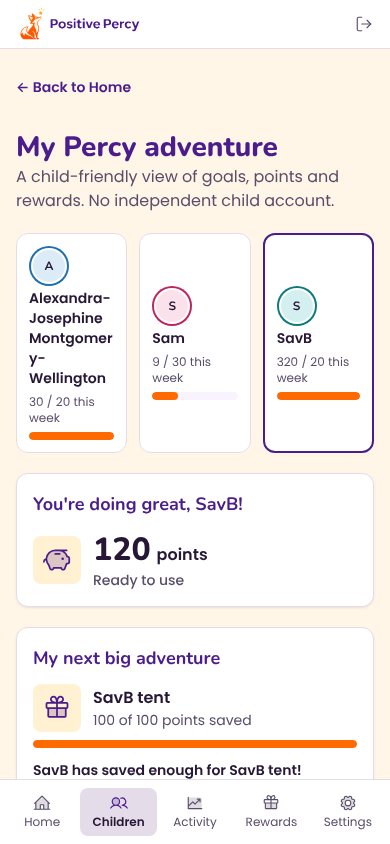 Positive Percy
← Back to Home
My Percy adventure
A child-friendly view of goals, points and
rewards. No independent child account.
A
Alexandra-
Josephine
Montgomer
y-
Wellington
30 / 20 this
week
S
Sam
9 / 30 this
week
S
SavB
320 / 20 this
week
You're doing great, SavB!
120 points
Ready to use
My next big adventure
SavB tent
100 of 100 points saved
SavB has saved enough for SavB tent!
Home
Children
Activity
Rewards
Settings